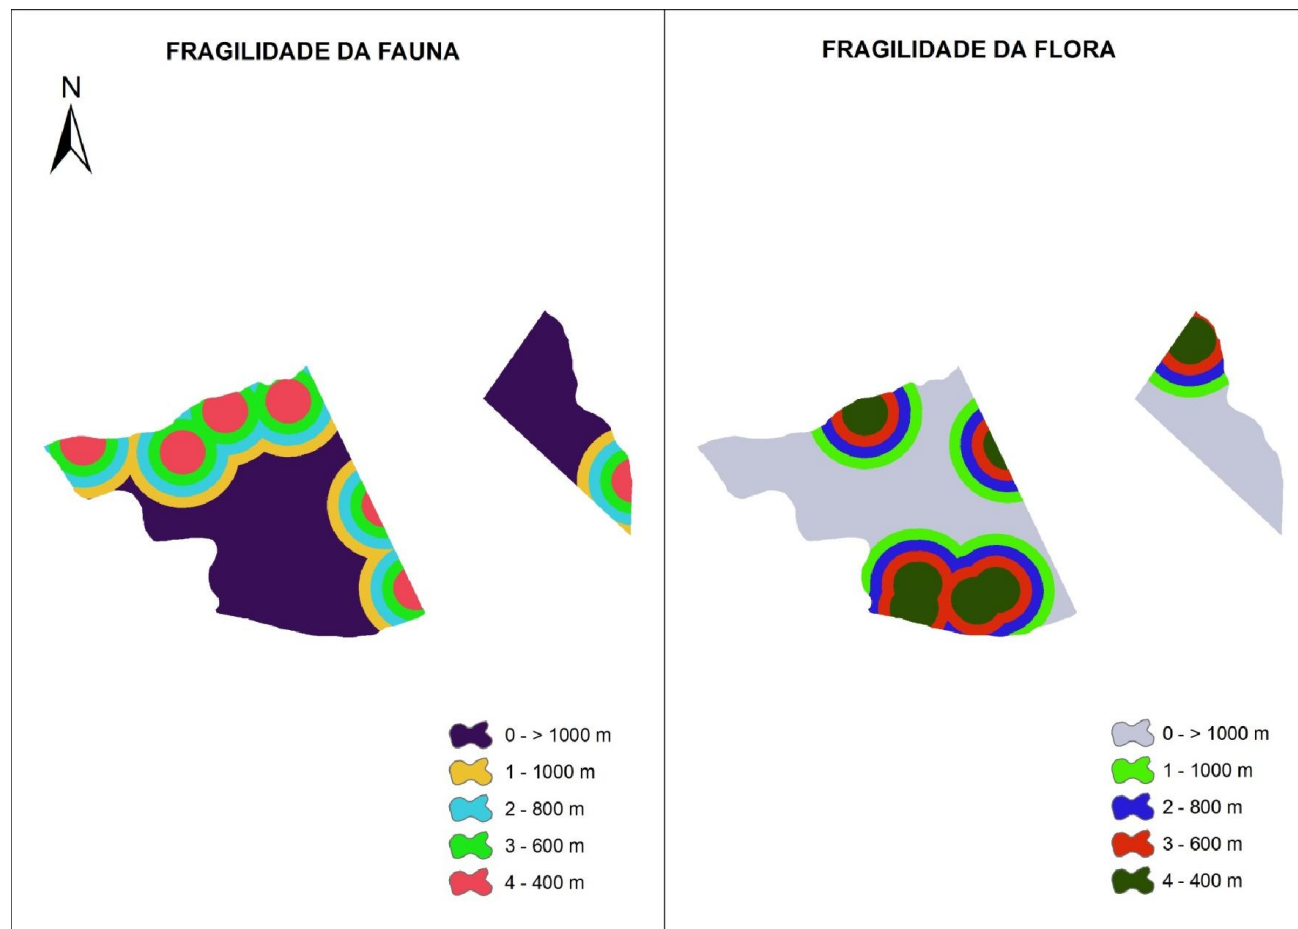 FRAGILIDADE DA FAUNA
N
0 - > 1000 m
1 - 1000 m
2 - 800 m
3 - 600 m
4 - 400 m
FRAGILIDADE DA FLORA
0 - > 1000 m
1 - 1000 m
2 - 800 m
3 - 600 m
4 - 400 m